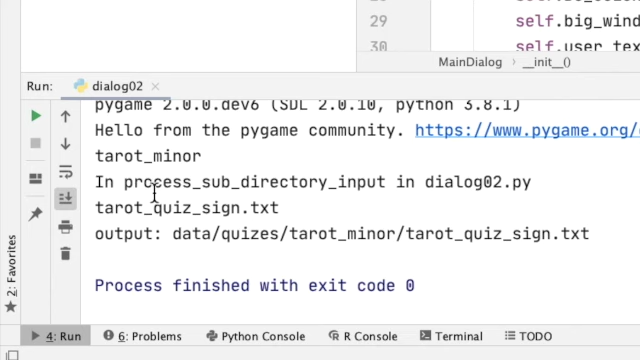 29
self.big_wind
30
self.user_tex
MainDialog > __init__()
Run: dialog02
pygame 2.0.0.dev6 (SDL 2.0.10, python 3.8.1)
Hello from the pygame community. https://www.pygame.org/
tarot_minor
In process_sub_directory_input in dialog02.py
tarot_quiz_sign.txt
output: data/quizes/tarot_minor/tarot_quiz_sign.txt
Process finished with exit code 0
2: Favorites
4: Run 6: Problems Python Console R Console Terminal TODO